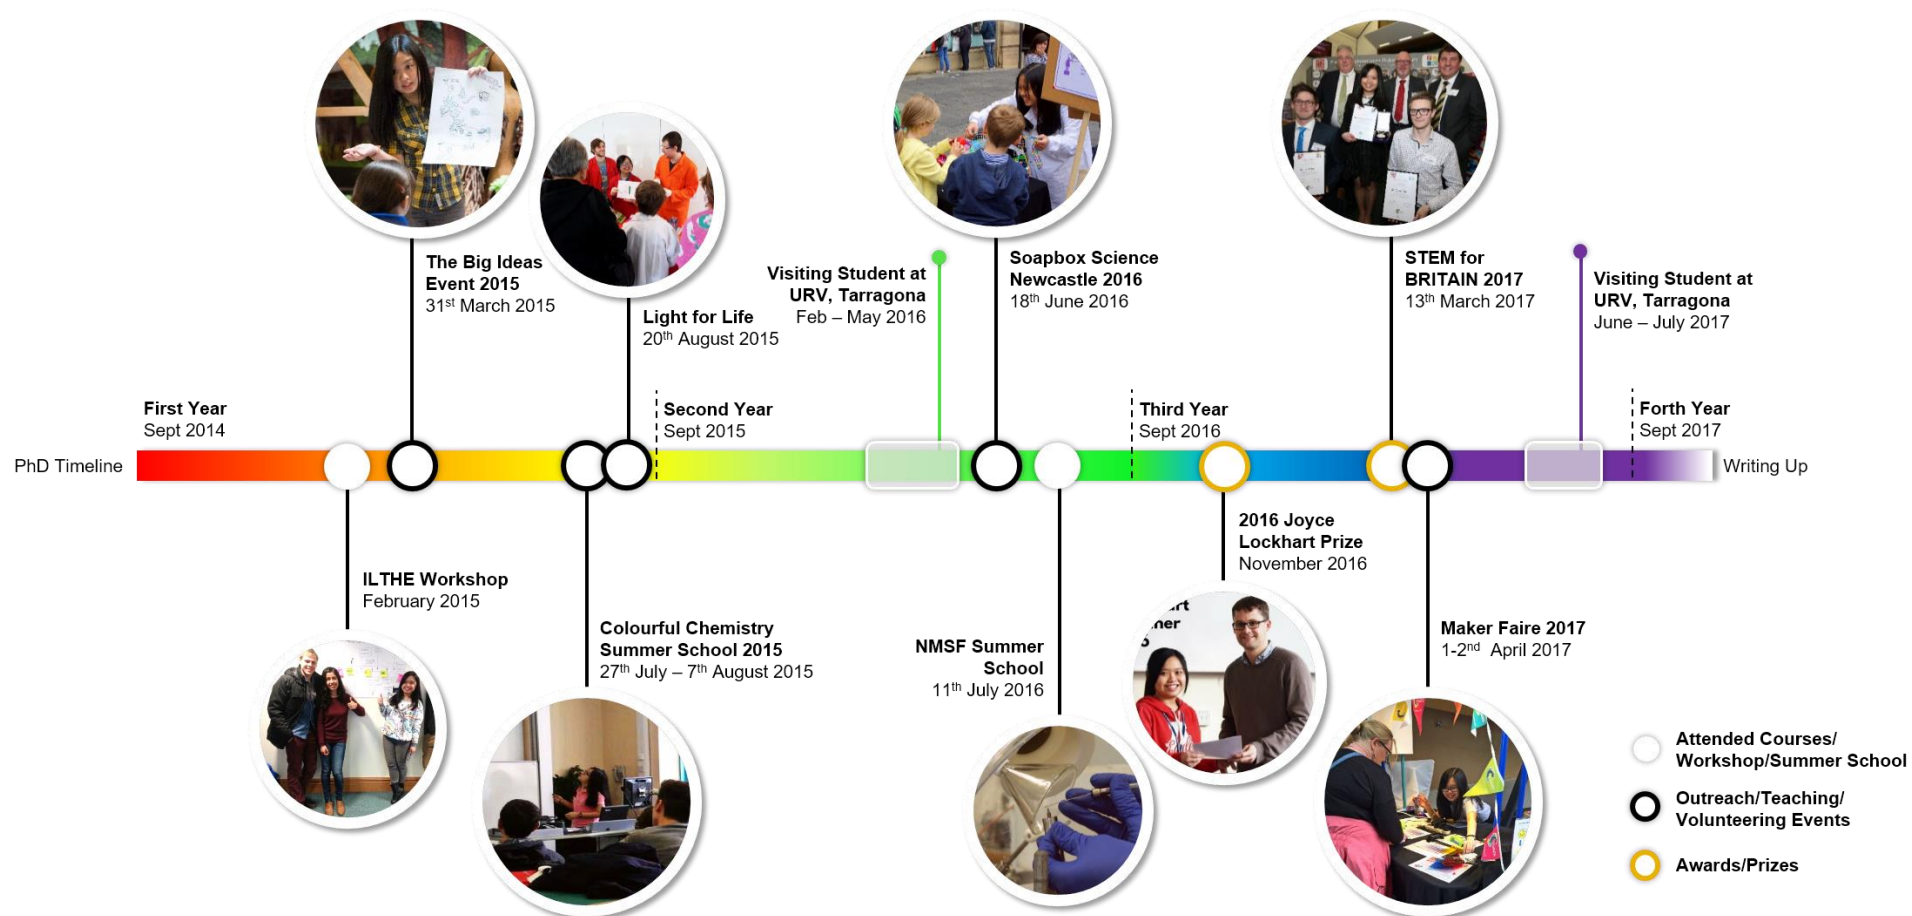 The Big Ideas
Event 2015
31st March 2015
Light for Life
20th August 2015
Visiting Student at
URV, Tarragona
Feb – May 2016
Soapbox Science
Newcastle 2016
18th June 2016
STEM for
BRITAIN 2017
13th March 2017
Visiting Student at
URV, Tarragona
June – July 2017
First Year
Sept 2014
Second Year
Sept 2015
Third Year
Sept 2016
Forth Year
Sept 2017
PhD Timeline
Writing Up
ILTHE Workshop
February 2015
Colourful Chemistry
Summer School 2015
27th July – 7th August 2015
NMSF Summer
School
11th July 2016
2016 Joyce
Lockhart Prize
November 2016
Maker Faire 2017
1-2nd April 2017
Attended Courses/
Workshop/Summer School
Outreach/Teaching/
Volunteering Events
Awards/Prizes